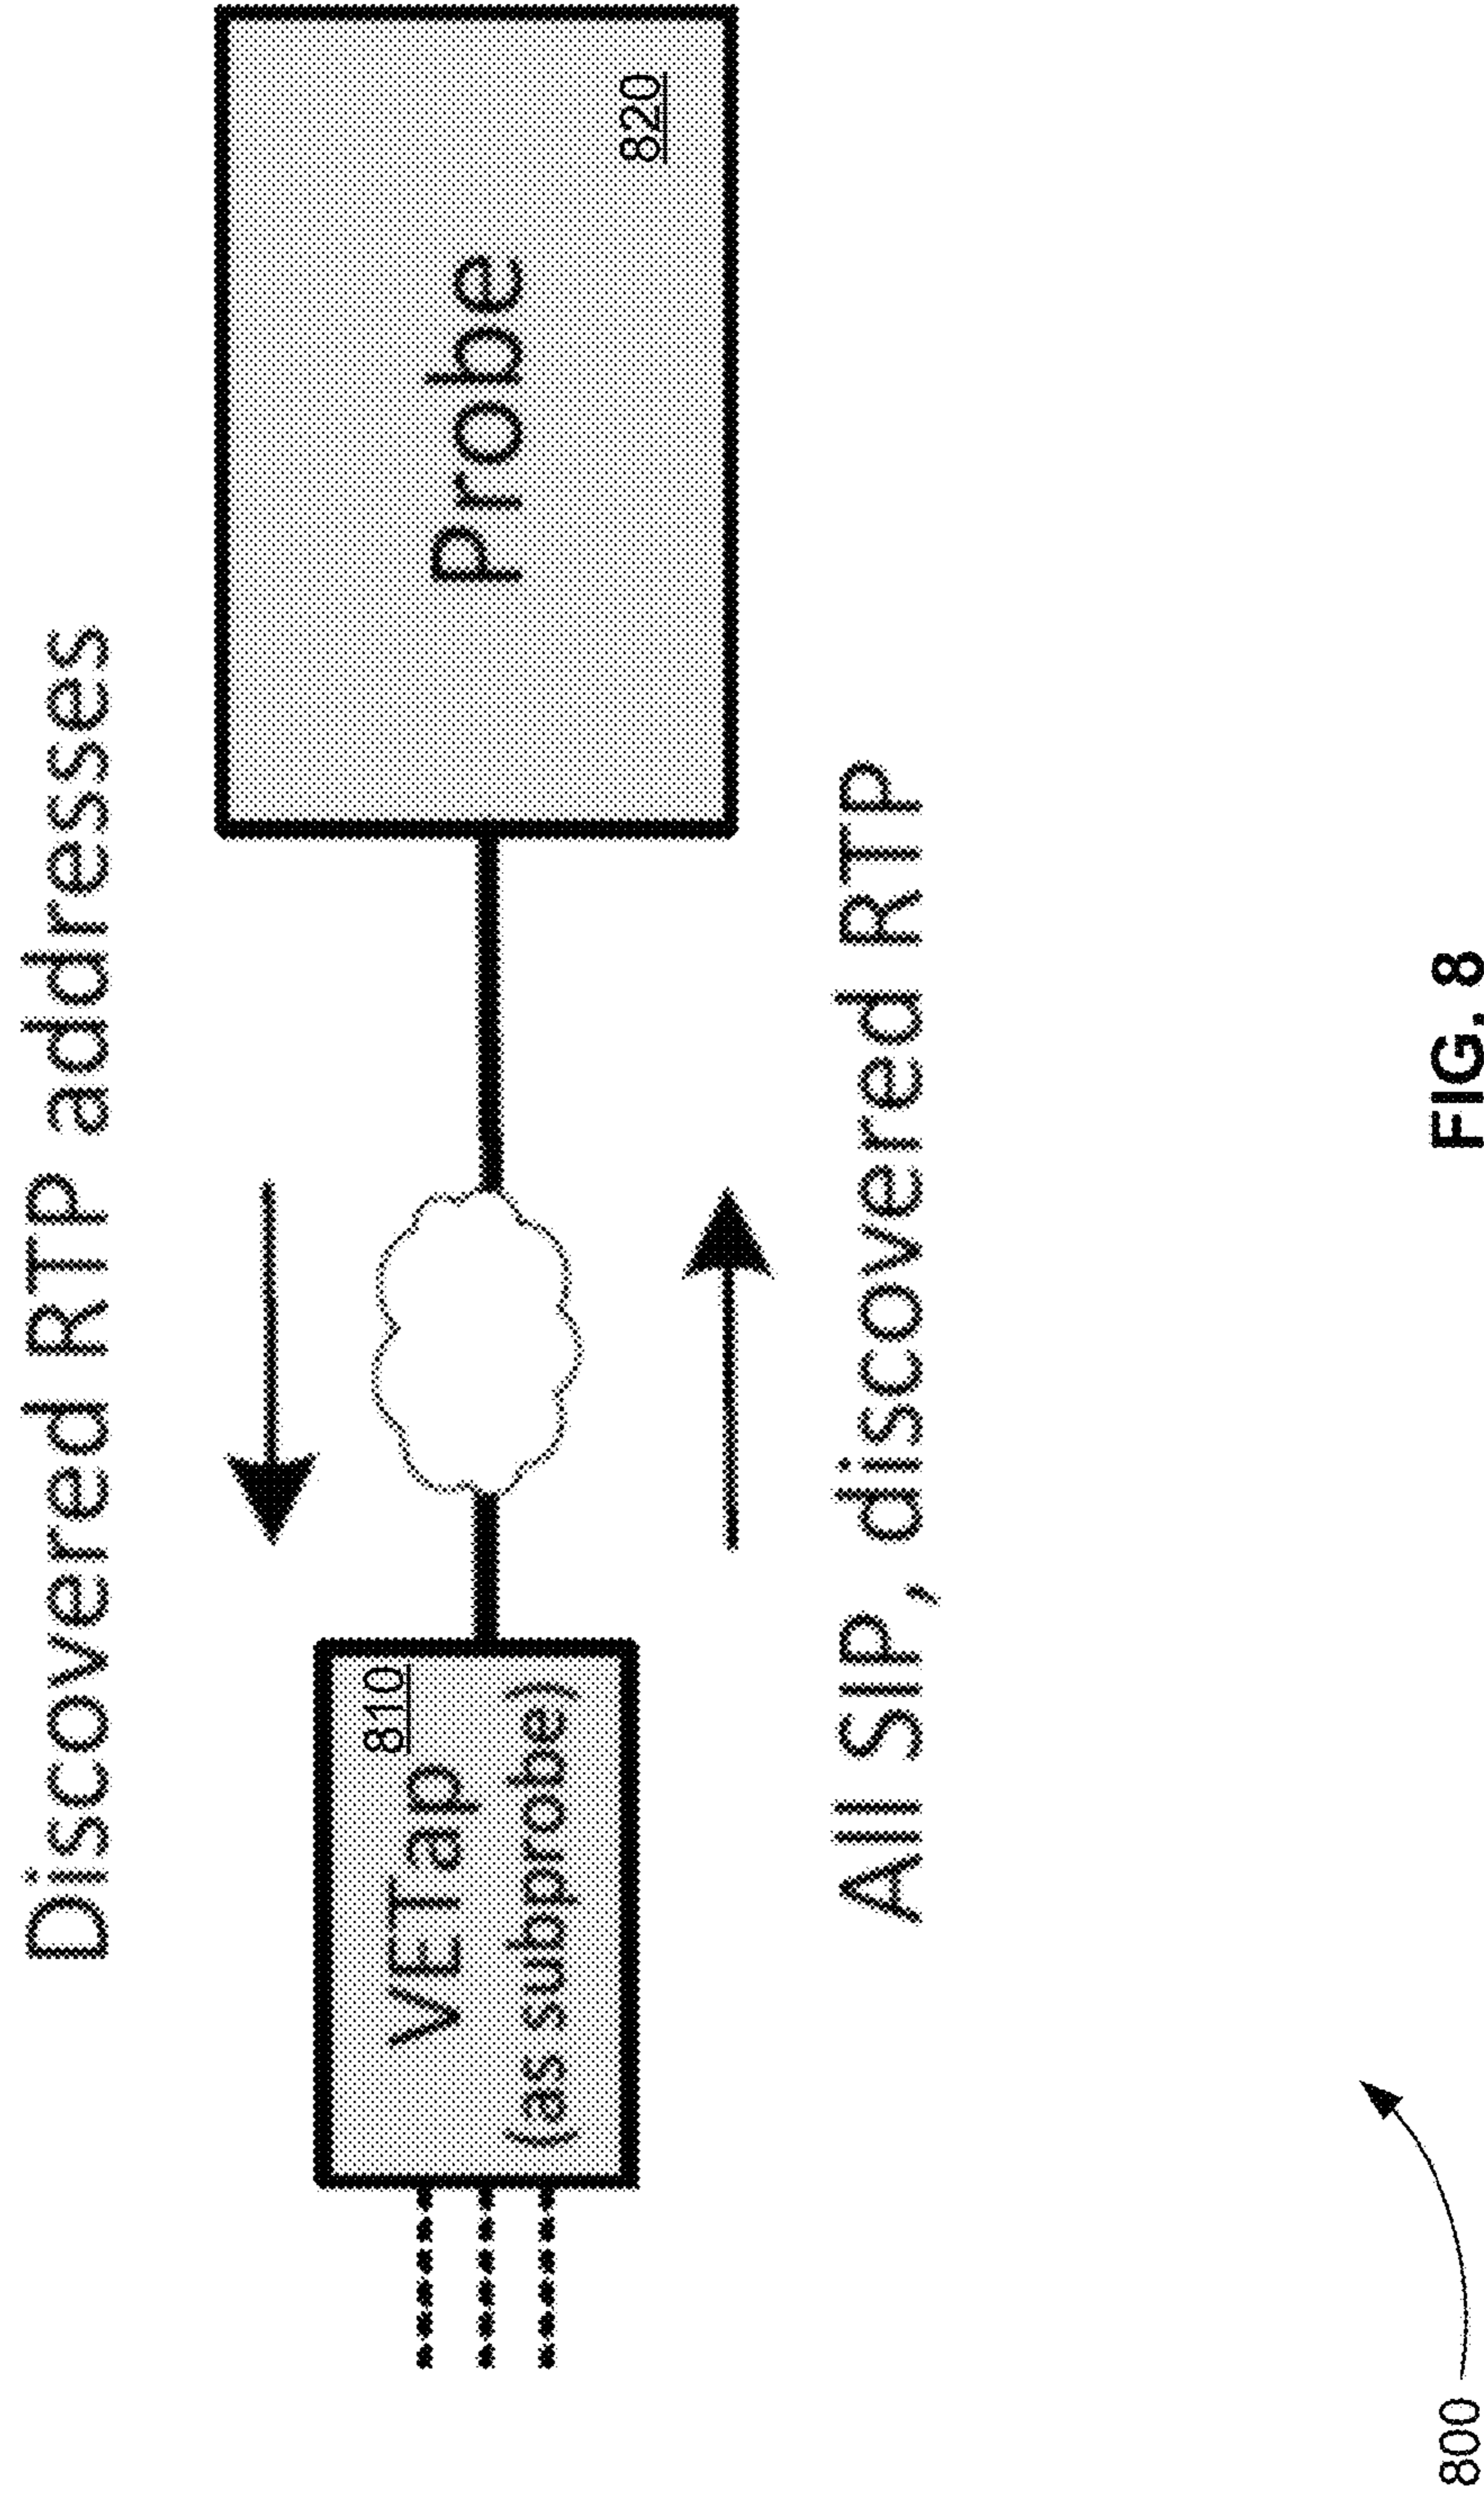 Discovered RTP addresses
VETap
810
(as subprobe)
Probe
820
All SIP, discovered RTP
800
FIG. 8